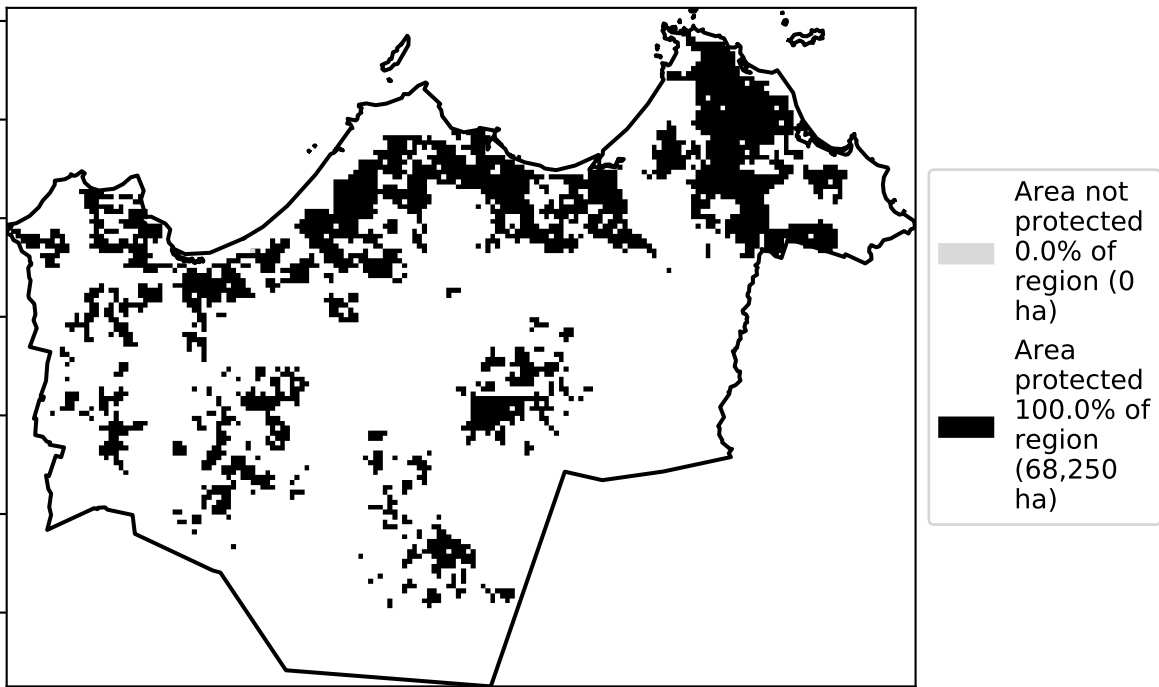 Area not
protected
0.0% of
region (0
ha)
Area
protected
100.0% of
region
(68,250
ha)